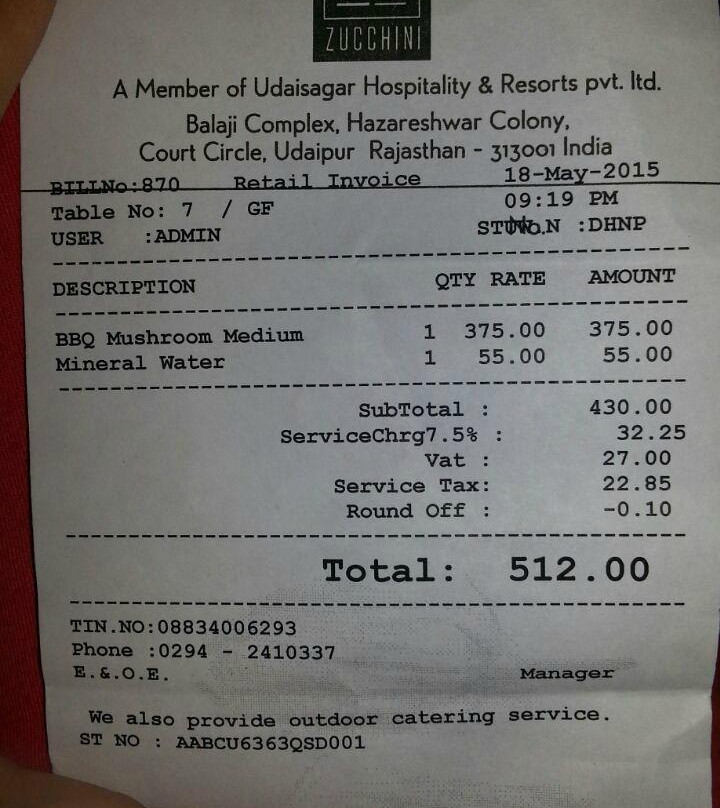 ZUCCHINI
A Member of Udaisagar Hospitality & Resorts pvt. ltd.
Balaji Complex, Hazareshwar Colony,
Court Circle, Udaipur Rajasthan - 313001 India
BILLNo:870 Retail Invoice 18-May-2015
Table No: 7 / GF 09:19 PM
USER :ADMIN :DHNP
DESCRIPTION QTY RATE AMOUNT
BBQ Mushroom Medium 1 375.00 375.00
Mineral Water 1 55.00 55.00
SubTotal : 430.00
ServiceChrg7.5% : 32.25
Vat : 27.00
Service Tax: 22.85
Round Off : -0.10
Total: 512.00
TIN.NO:08834006293
Phone :0294 - 2410337
E.&.O.E. Manager
We also provide outdoor catering service.
ST NO : AABCU6363QSD001